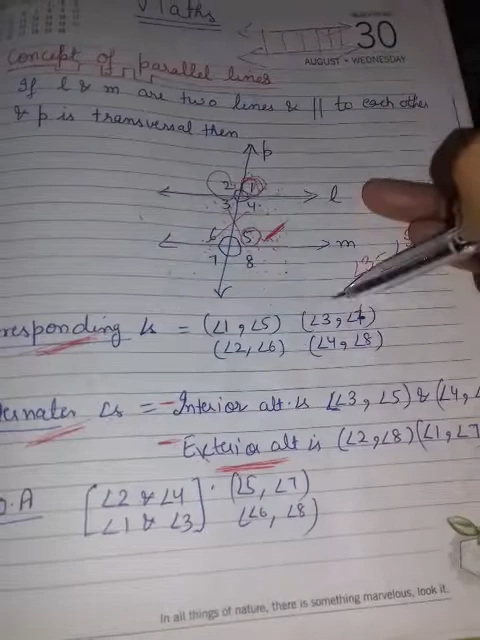 Maths
30
AUGUST • WEDNESDAY
Concept of parallel lines
If l & m are two lines & || to each other
& p is transversal then
p
2 1
l
3 4
6 5
m
7 8
responding ∠s = (∠1, ∠5) (∠3, ∠7)
(∠2, ∠6) (∠4, ∠8)
ternates ∠s = - Interior alt. ∠s ∠3, ∠5) & (∠4, ∠
- Exterior alt ∠s (∠2, ∠8) (∠1, ∠7
O.A [∠2 & ∠4 ∠1 & ∠3] . (∠5, ∠7)
(∠6, ∠8)
In all things of nature, there is something marvelous, look it.